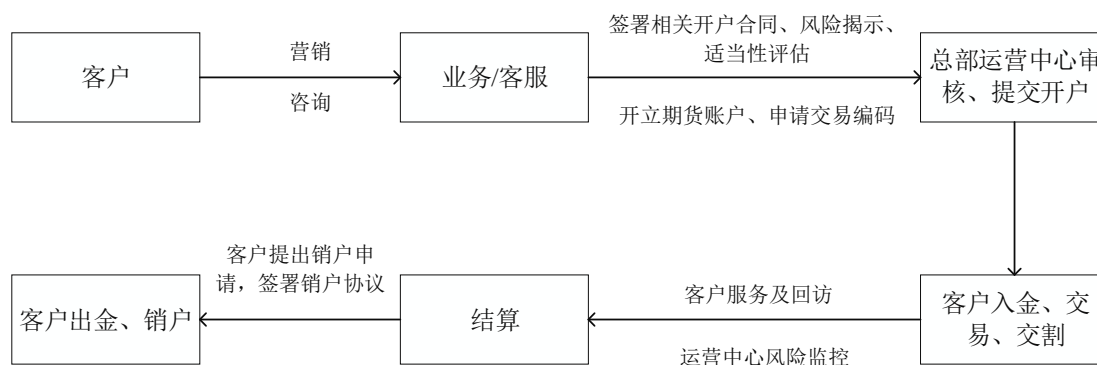 客户
营销
咨询
业务/客服
签署相关开户合同、风险揭示、
适当性评估
开立期货账户、申请交易编码
总部运营中心审
核、提交开户
客户入金、交
易、交割
客户服务及回访
运营中心风险监控
结算
客户提出销户申
请，签署销户协议
客户出金、销户